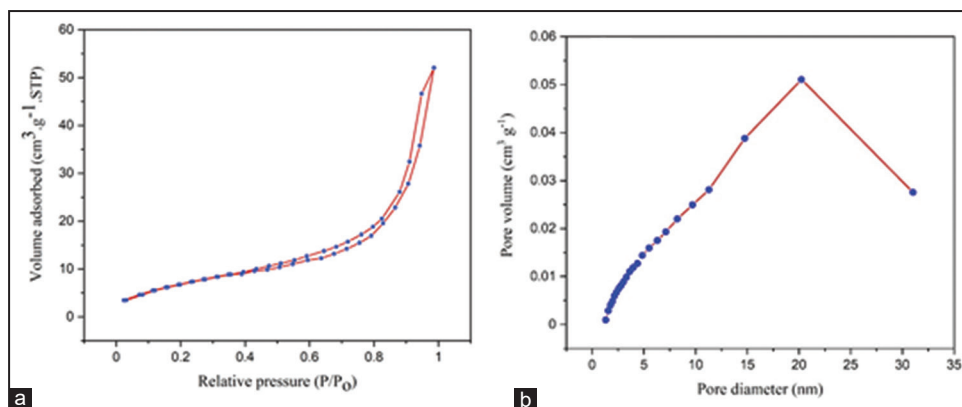 60
50
40
30
20
10
0
Volume adsorbed (cm³.g⁻¹.STP)
0 0.2 0.4 0.6 0.8 1
Relative pressure (P/P₀)
a
0.06
0.05
0.04
0.03
0.02
0.01
0
Pore volume (cm³ g⁻¹)
0 5 10 15 20 25 30 35
Pore diameter (nm)
b